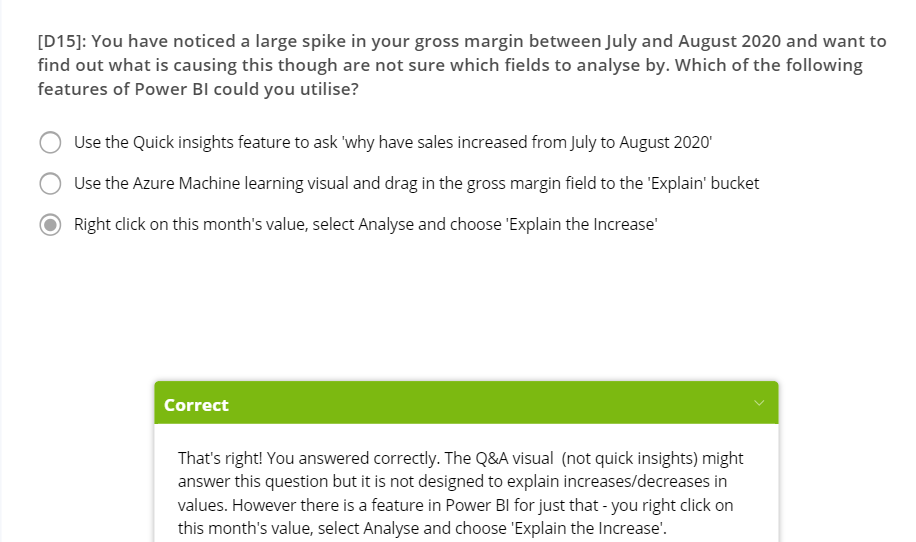 [D15]: You have noticed a large spike in your gross margin between July and August 2020 and want to
find out what is causing this though are not sure which fields to analyse by. Which of the following
features of Power BI could you utilise?
Use the Quick insights feature to ask 'why have sales increased from July to August 2020'
Use the Azure Machine learning visual and drag in the gross margin field to the 'Explain' bucket
Right click on this month's value, select Analyse and choose 'Explain the Increase'
Correct
That's right! You answered correctly. The Q&A visual  (not quick insights) might
answer this question but it is not designed to explain increases/decreases in
values. However there is a feature in Power BI for just that - you right click on
this month's value, select Analyse and choose 'Explain the Increase'.